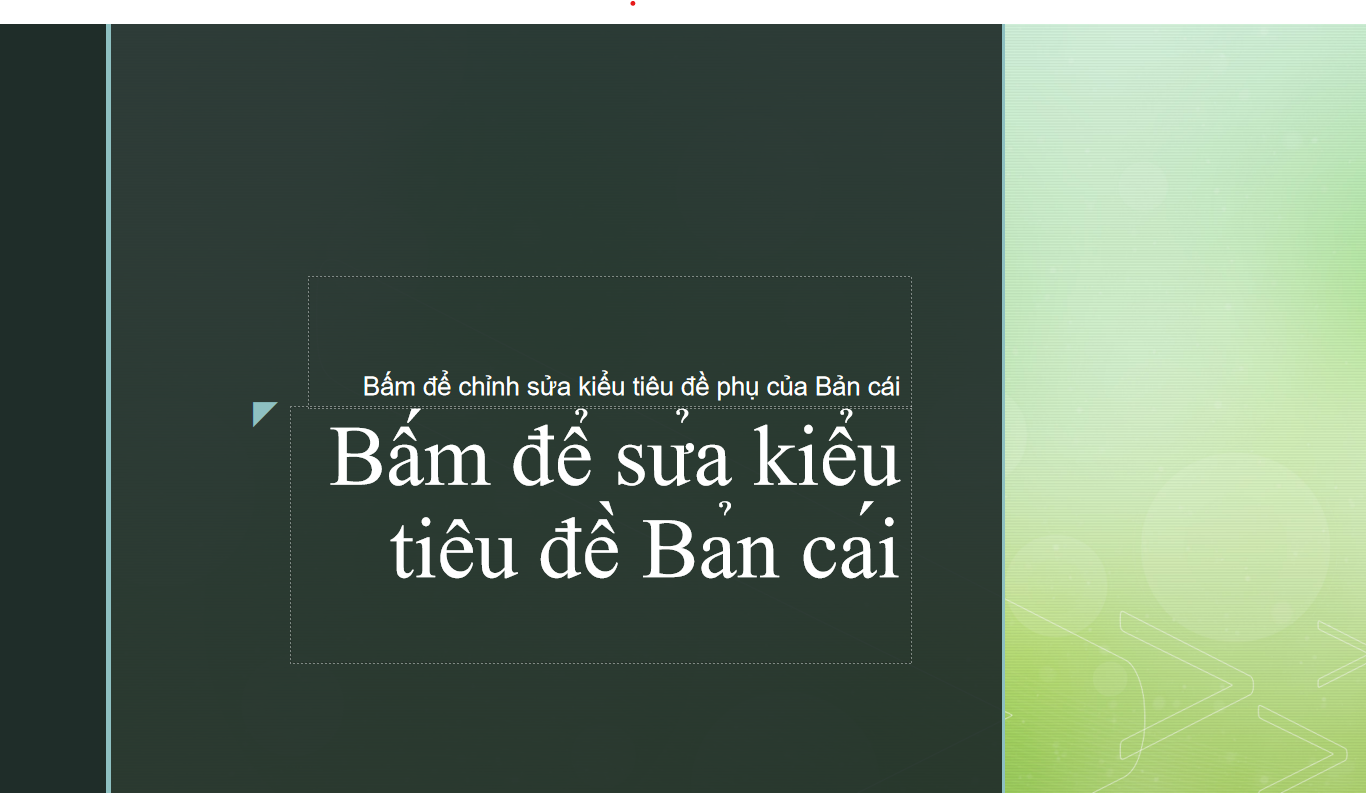 Bấm để chỉnh sửa kiểu tiêu đề phụ của Bản cái
Bấm để sửa kiểu
tiêu đề Bản cái